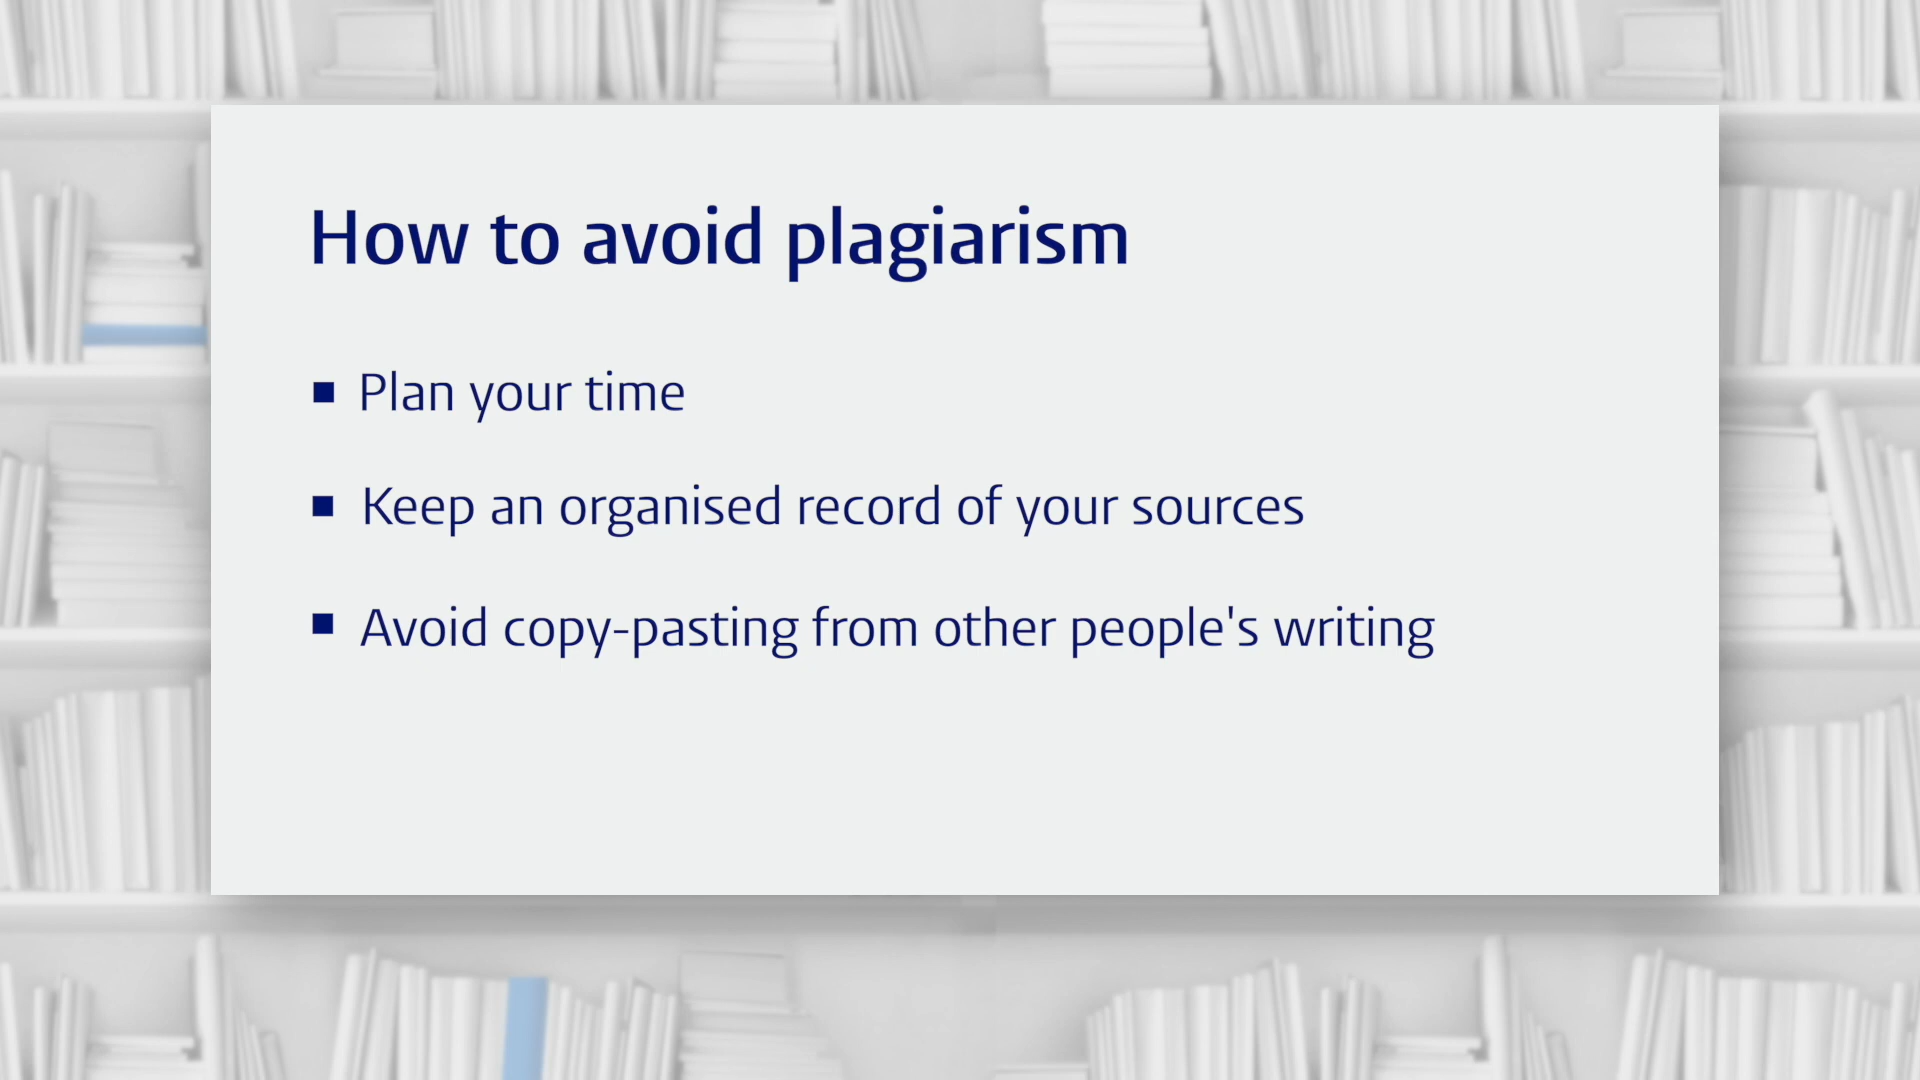 How to avoid plagiarism
Plan your time
Keep an organised record of your sources
Avoid copy-pasting from other people's writing